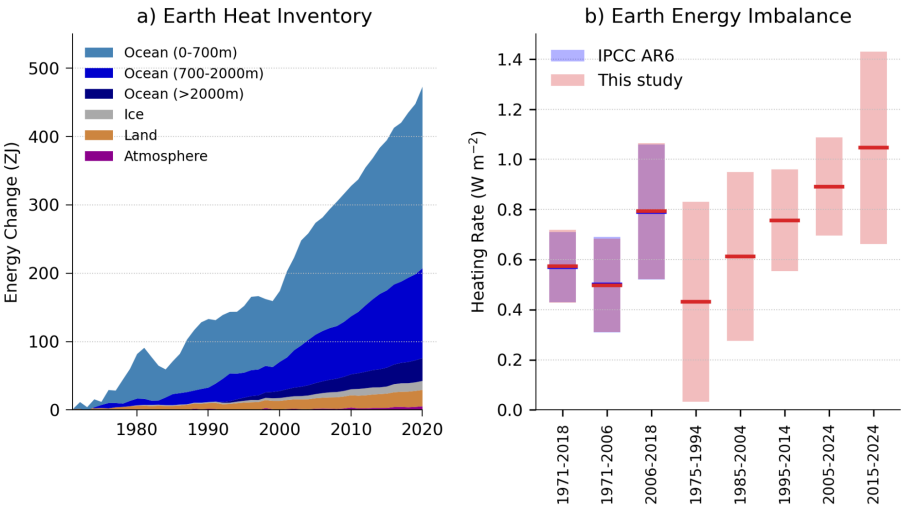 a) Earth Heat Inventory
Energy Change (ZJ)
500
400
300
200
100
0
Ocean (0-700m)
Ocean (700-2000m)
Ocean (>2000m)
Ice
Land
Atmosphere
1980 1990 2000 2010 2020
b) Earth Energy Imbalance
Heating Rate (W m⁻²)
1.4
1.2
1.0
0.8
0.6
0.4
0.2
0.0
IPCC AR6
This study
1971-2018
1971-2006
2006-2018
1975-1994
1985-2004
1995-2014
2005-2024
2015-2024